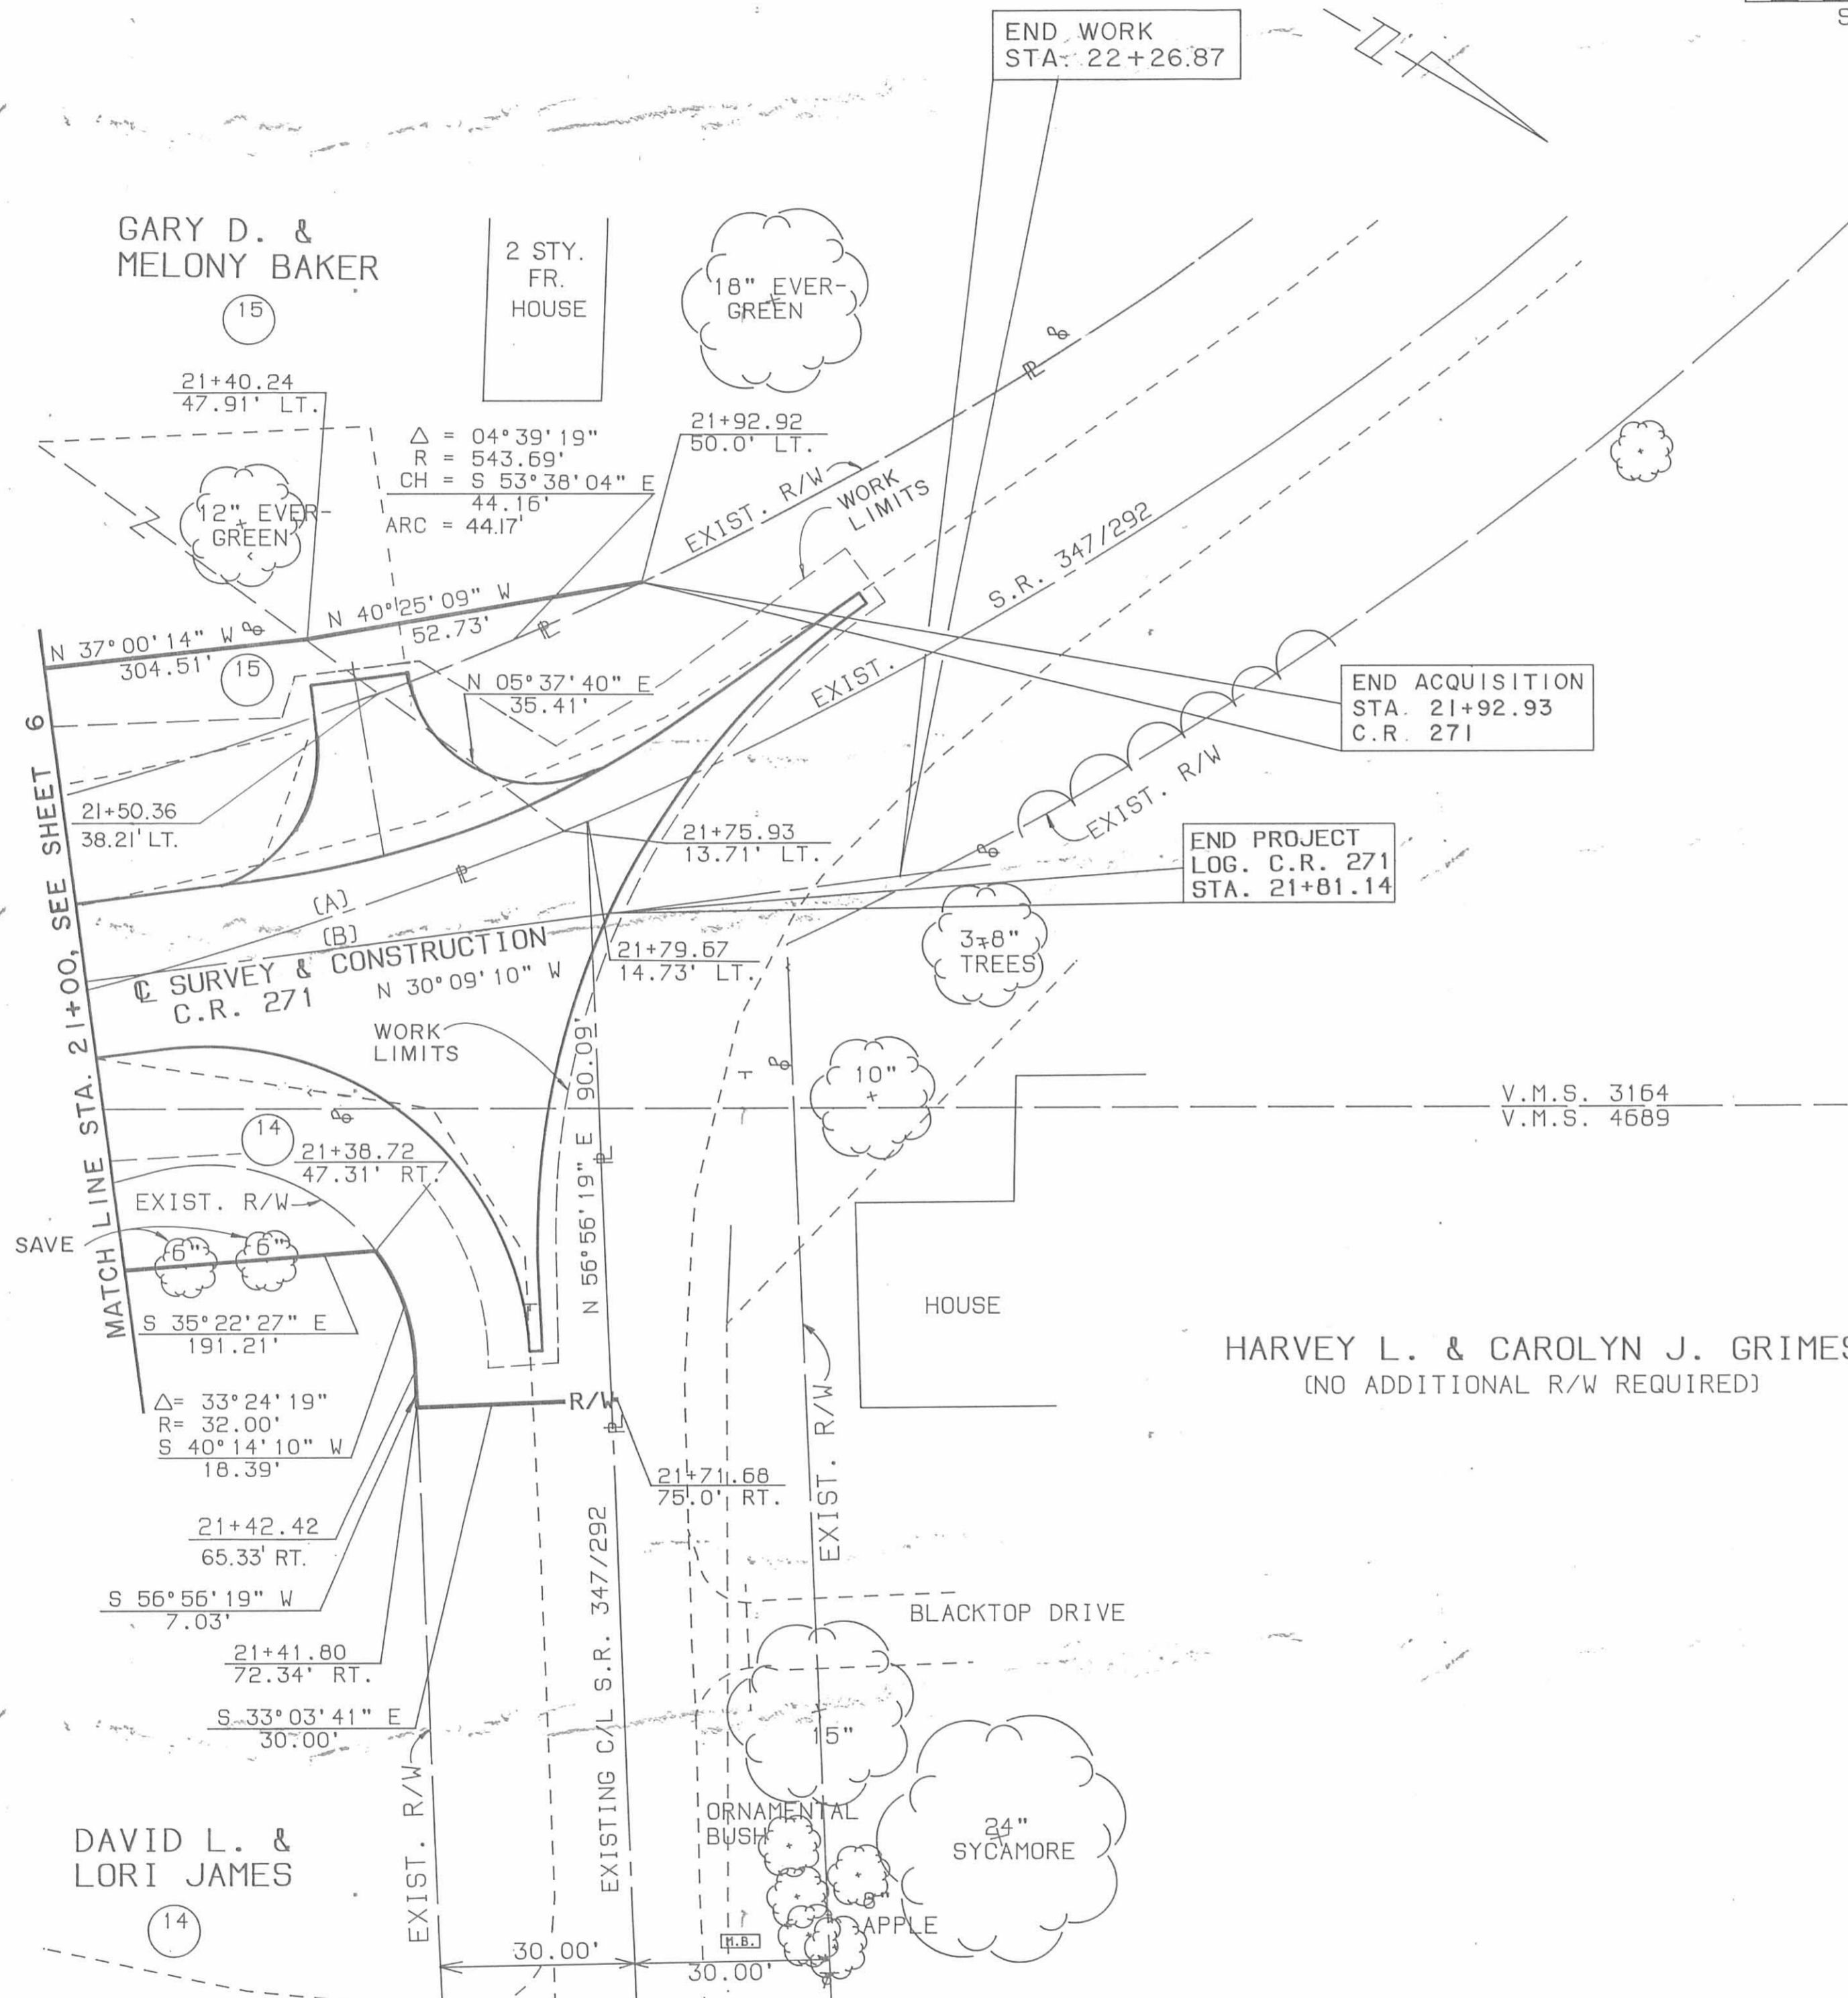 END WORK
STA. 22+26.87
GARY D. &
MELONY BAKER
15
2 STY.
FR.
HOUSE
18" EVER-
GREEN
21+40.24
47.91' LT.
Δ = 04°39'19"
R = 543.69'
CH = S 53°38'04" E
44.16'
ARC = 44.17'
21+92.92
50.0' LT.
EXIST. R/W
WORK
LIMITS
12" EVER-
GREEN
S.R. 347/292
EXIST.
N 37°00'14" W
304.51'
N 40°25'09" W
52.73'
15
N 05°37'40" E
35.41'
END ACQUISITION
STA. 21+92.93
C.R. 271
EXIST. R/W
21+50.36
38.21' LT.
21+75.93
13.71' LT.
END PROJECT
LOG. C.R. 271
STA. 21+81.14
MATCH LINE STA. 21+00, SEE SHEET 6
(A)
(B)
℄ SURVEY & CONSTRUCTION
C.R. 271
N 30°09'10" W
21+79.67
14.73' LT.
3-8"
TREES
WORK
LIMITS
10"
V.M.S. 3164
V.M.S. 4689
14
21+38.72
47.31' RT.
N 56°56'19" E 90.09'
EXIST. R/W
SAVE
6"
6"
HOUSE
S 35°22'27" E
191.21'
HARVEY L. & CAROLYN J. GRIMES
(NO ADDITIONAL R/W REQUIRED)
Δ= 33°24'19"
R= 32.00'
S 40°14'10" W
18.39'
R/W
EXIST. R/W
21+71.68
75.0' RT.
21+42.42
65.33' RT.
S 56°56'19" W
7.03'
BLACKTOP DRIVE
21+41.80
72.34' RT.
S 33°03'41" E
30.00'
EXIST. R/W
EXISTING C/L S.R. 347/292
15"
ORNAMENTAL
BUSH
24"
SYCAMORE
8"
APPLE
DAVID L. &
LORI JAMES
14
M.B.
30.00'
30.00'